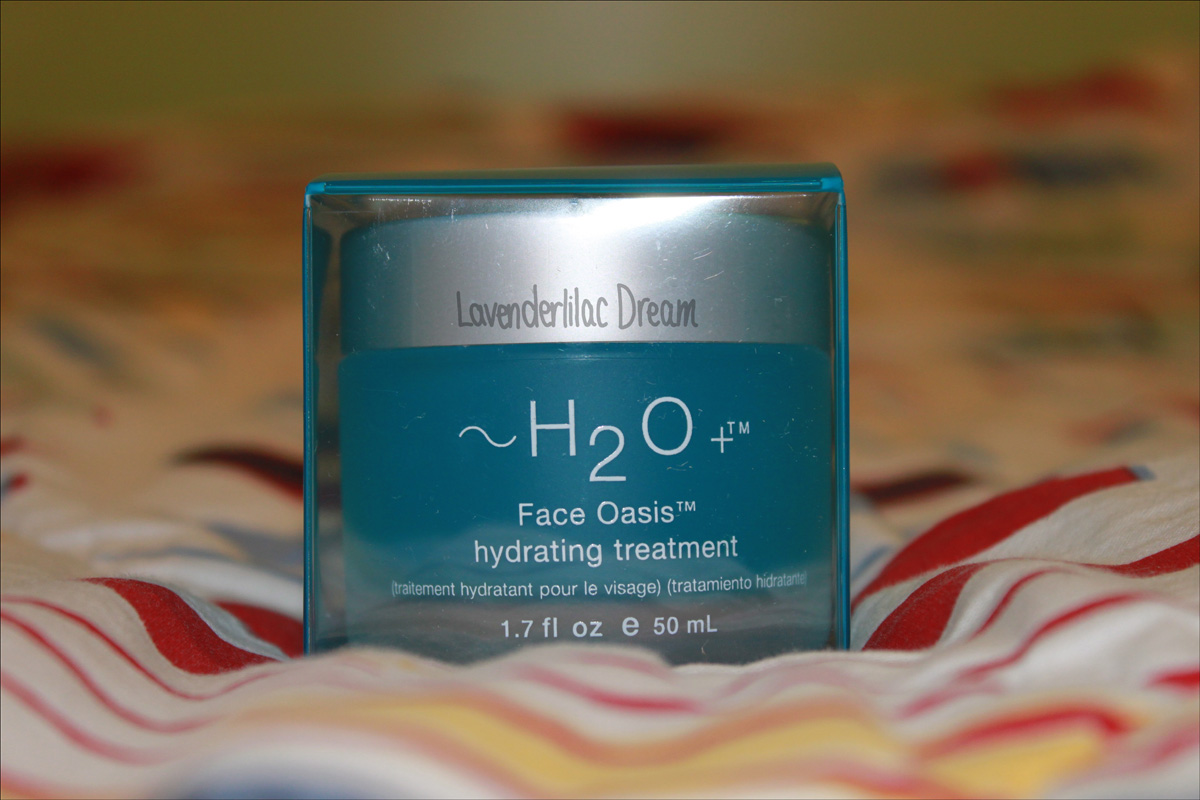 Lavenderlilac Dream
~H2O+™
Face Oasis™
hydrating treatment
(traitement hydratant pour le visage) (tratamiento hidratante
1.7 fl oz e 50 mL